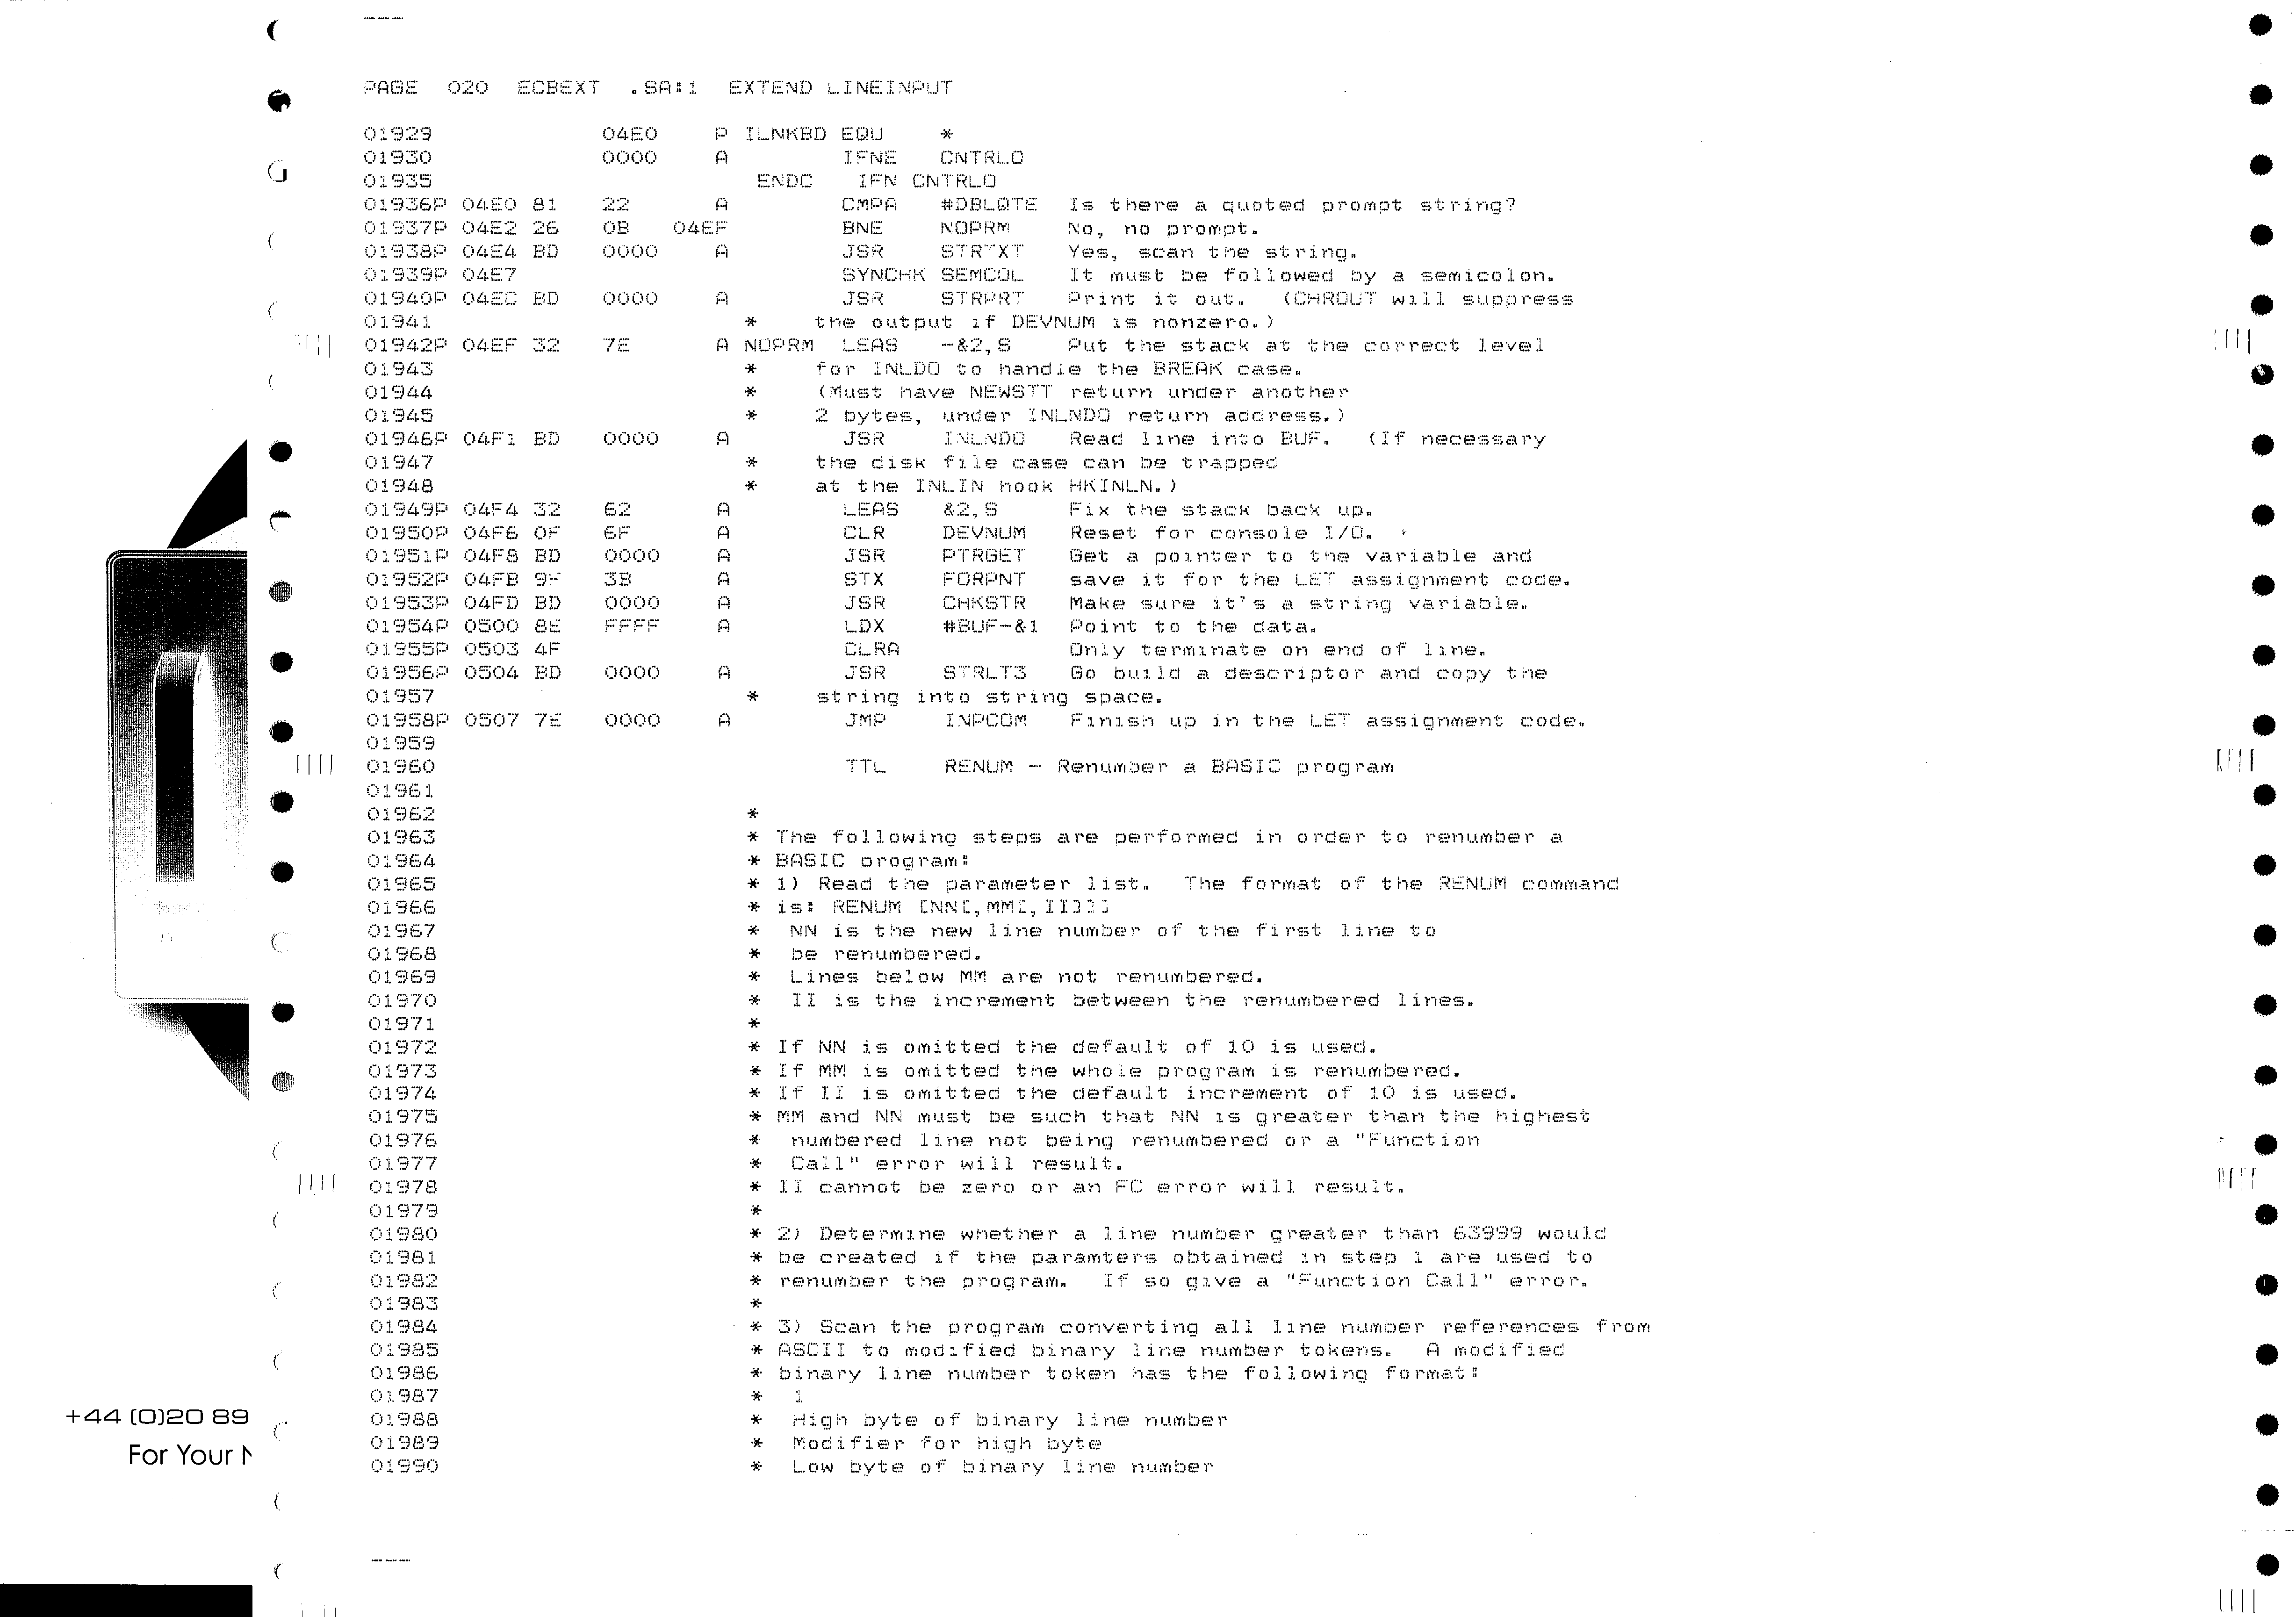 PAGE  020  ECBEXT  .SA:1  EXTEND LINEINPUT
01929            04E0    P ILNKBD EQU    *
01930            0000    A        IFNE   CNTRLO
01935                       ENDC   IFN CNTRLO
01936P 04E0 81   22      A        CMPA   #DBLQTE  Is there a quoted prompt string?
01937P 04E2 26   0B   04EF        BNE    NOPRM    No, no prompt.
01938P 04E4 BD   0000    A        JSR    STRTXT   Yes, scan the string.
01939P 04E7                       SYNCHK SEMCOL   It must be followed by a semicolon.
01940P 04EC BD   0000    A        JSR    STRPRT   Print it out.  (CHROUT will suppress
01941                      *    the output if DEVNUM is nonzero.)
01942P 04EF 32   7E      A NOPRM  LEAS   -&2,S    Put the stack at the correct level
01943                      *    for INLDO to handle the BREAK case.
01944                      *    (Must have NEWSTT return under another
01945                      *    2 bytes, under INLNDO return address.)
01946P 04F1 BD   0000    A        JSR    INLNDO   Read line into BUF.  (If necessary
01947                      *    the disk file case can be trapped
01948                      *    at the INLIN hook HKINLN.)
01949P 04F4 32   62      A        LEAS   &2,S     Fix the stack back up.
01950P 04F6 0F   6F      A        CLR    DEVNUM   Reset for console I/O.
01951P 04F8 BD   0000    A        JSR    PTRGET   Get a pointer to the variable and
01952P 04FB 9F   3B      A        STX    FORPNT   save it for the LET assignment code.
01953P 04FD BD   0000    A        JSR    CHKSTR   Make sure it's a string variable.
01954P 0500 8E   FFFF    A        LDX    #BUF-&1  Point to the data.
01955P 0503 4F                    CLRA            Only terminate on end of line.
01956P 0504 BD   0000    A        JSR    STRLT3   Go build a descriptor and copy the
01957                      *    string into string space.
01958P 0507 7E   0000    A        JMP    INPCOM   Finish up in the LET assignment code.
01959
01960                             TTL    RENUM - Renumber a BASIC program
01961
01962                      *
01963                      * The following steps are performed in order to renumber a
01964                      * BASIC program:
01965                      * 1) Read the parameter list.  The format of the RENUM command
01966                      * is: RENUM [NN[,MM[,II]]]
01967                      *  NN is the new line number of the first line to
01968                      *  be renumbered.
01969                      *  Lines below MM are not renumbered.
01970                      *  II is the increment between the renumbered lines.
01971                      *
01972                      * If NN is omitted the default of 10 is used.
01973                      * If MM is omitted the whole program is renumbered.
01974                      * If II is omitted the default increment of 10 is used.
01975                      * MM and NN must be such that NN is greater than the highest
01976                      *  numbered line not being renumbered or a "Function
01977                      *  Call" error will result.
01978                      * II cannot be zero or an FC error will result.
01979                      *
01980                      * 2) Determine whether a line number greater than 63999 would
01981                      * be created if the paramters obtained in step 1 are used to
01982                      * renumber the program.  If so give a "Function Call" error.
01983                      *
01984                      * 3) Scan the program converting all line number references from
01985                      * ASCII to modified binary line number tokens.  A modified
01986                      * binary line number token has the following format:
01987                      *  1
01988                      *  High byte of binary line number
01989                      *  Modifier for high byte
01990                      *  Low byte of binary line number
+44 (0)20 89
For Your